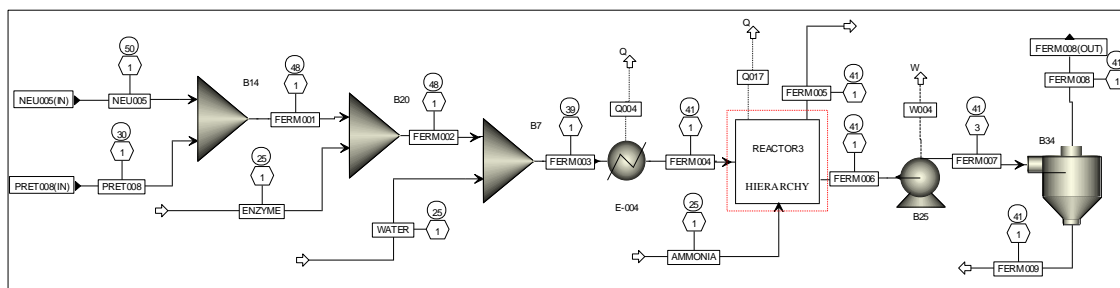 50
1
NEU005(IN)
NEU005
B14
48
1
FERM001
30
1
PRET008(IN)
PRET008
25
1
ENZYME
B20
48
1
FERM002
WATER
25
1
B7
39
1
FERM003
Q
Q004
E-004
41
1
FERM004
Q
Q017
REACTOR3
HIERARCHY
25
1
AMMONIA
41
1
FERM005
41
1
FERM006
W
W004
B25
41
3
FERM007
FERM008(OUT)
41
1
FERM008
B34
41
1
FERM009